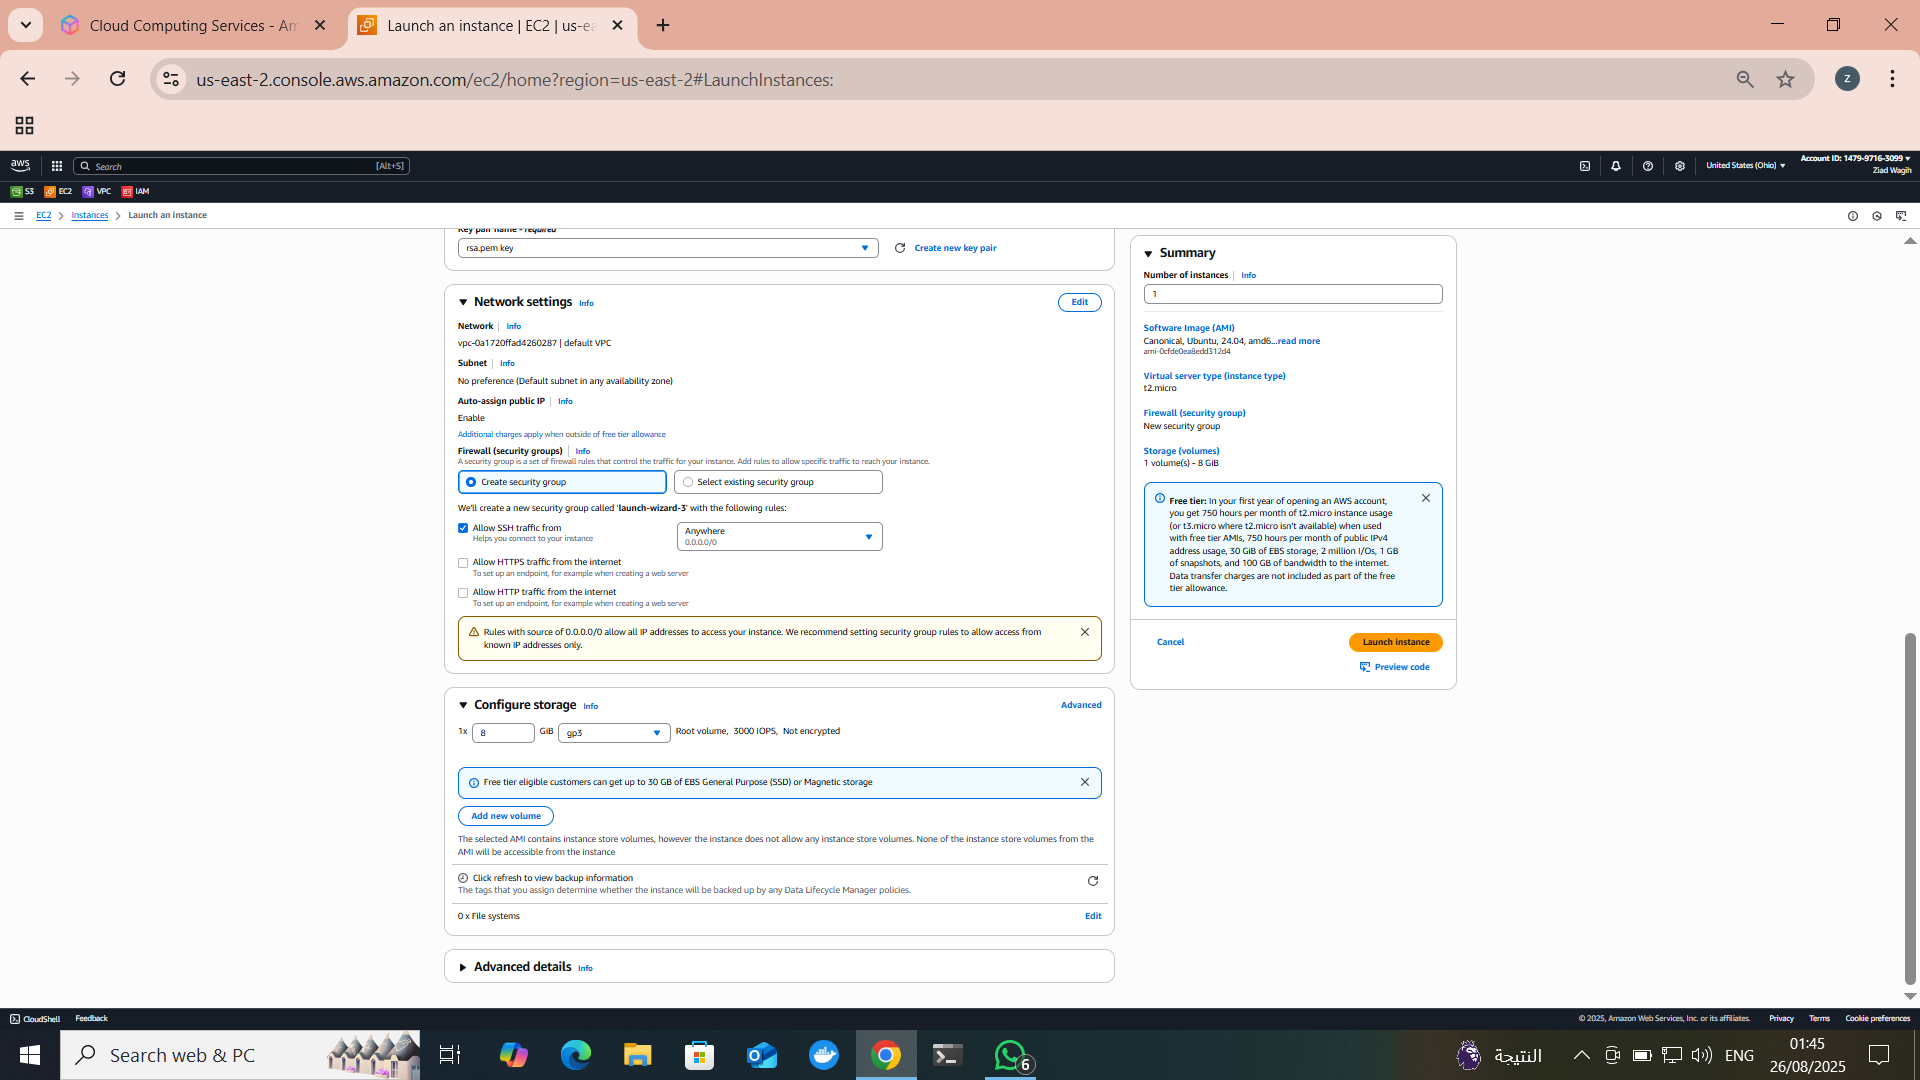 Cloud Computing Services - Am
Launch an instance | EC2 | us-ea
us-east-2.console.aws.amazon.com/ec2/home?region=us-east-2#LaunchInstances:
Z
aws
Search
[Alt+S]
United States (Ohio)
Account ID: 1479-9716-3099
Ziad Wagih
S3
EC2
VPC
IAM
EC2
Instances
Launch an instance
Key pair name - required
rsa.pem key
Create new key pair
Network settings Info
Edit
Network Info
vpc-0a1720ffad4260287 | default VPC
Subnet Info
No preference (Default subnet in any availability zone)
Auto-assign public IP Info
Enable
Additional charges apply when outside of free tier allowance
Firewall (security groups) Info
A security group is a set of firewall rules that control the traffic for your instance. Add rules to allow specific traffic to reach your instance.
Create security group
Select existing security group
We'll create a new security group called 'launch-wizard-3' with the following rules:
Allow SSH traffic from
Helps you connect to your instance
Anywhere
0.0.0.0/0
Allow HTTPS traffic from the internet
To set up an endpoint, for example when creating a web server
Allow HTTP traffic from the internet
To set up an endpoint, for example when creating a web server
Rules with source of 0.0.0.0/0 allow all IP addresses to access your instance. We recommend setting security group rules to allow access from
known IP addresses only.
Configure storage Info
Advanced
1x
8
GiB
gp3
Root volume, 3000 IOPS, Not encrypted
Free tier eligible customers can get up to 30 GB of EBS General Purpose (SSD) or Magnetic storage
Add new volume
The selected AMI contains instance store volumes, however the instance does not allow any instance store volumes. None of the instance store volumes from the
AMI will be accessible from the instance
Click refresh to view backup information
The tags that you assign determine whether the instance will be backed up by any Data Lifecycle Manager policies.
0 x File systems
Edit
Advanced details Info
Summary
Number of instances Info
1
Software Image (AMI)
Canonical, Ubuntu, 24.04, amd6...read more
ami-0cfde0ea8edd312d4
Virtual server type (instance type)
t2.micro
Firewall (security group)
New security group
Storage (volumes)
1 volume(s) - 8 GiB
Free tier: In your first year of opening an AWS account,
you get 750 hours per month of t2.micro instance usage
(or t3.micro where t2.micro isn't available) when used
with free tier AMIs, 750 hours per month of public IPv4
address usage, 30 GiB of EBS storage, 2 million I/Os, 1 GB
of snapshots, and 100 GB of bandwidth to the internet.
Data transfer charges are not included as part of the free
tier allowance.
Cancel
Launch instance
Preview code
CloudShell
Feedback
© 2025, Amazon Web Services, Inc. or its affiliates.
Privacy
Terms
Cookie preferences
Search web & PC
6
النتيجة
ENG
01:45
26/08/2025